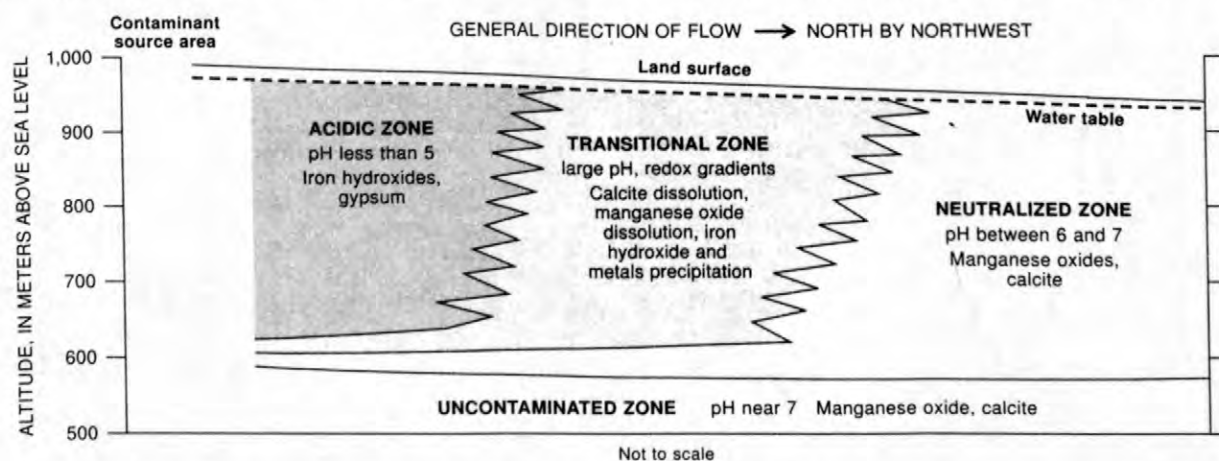 Contaminant
source area
GENERAL DIRECTION OF FLOW → NORTH BY NORTHWEST
ALTITUDE, IN METERS ABOVE SEA LEVEL
1,000
900
800
700
600
500
Land surface
Water table
ACIDIC ZONE
pH less than 5
Iron hydroxides,
gypsum
TRANSITIONAL ZONE
large pH, redox gradients
Calcite dissolution,
manganese oxide
dissolution, iron
hydroxide and
metals precipitation
NEUTRALIZED ZONE
pH between 6 and 7
Manganese oxides,
calcite
UNCONTAMINATED ZONE pH near 7 Manganese oxide, calcite
Not to scale